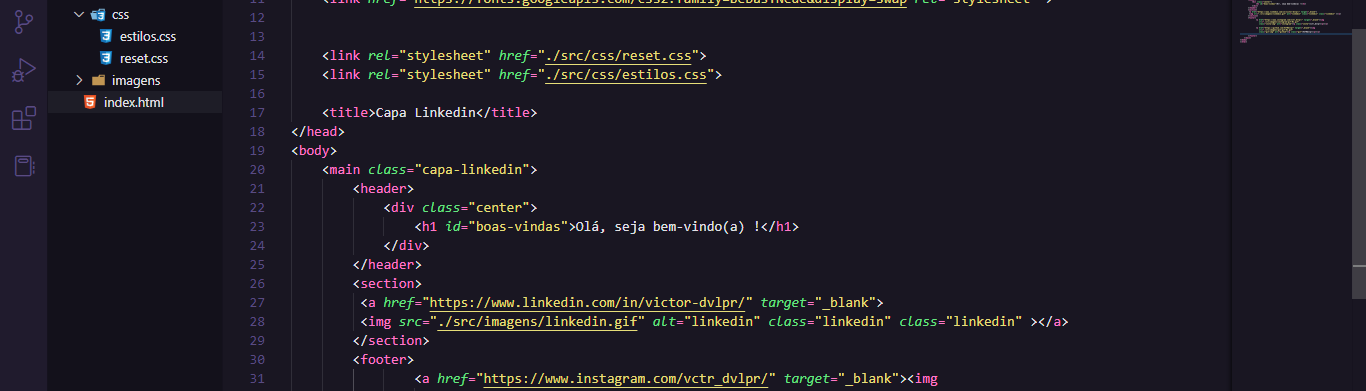 css
estilos.css
reset.css
imagens
index.html
11 <link href="https://fonts.googleapis.com/css2?family=Bebas+Neue&display=swap" rel="stylesheet">
12
13
14 <link rel="stylesheet" href="./src/css/reset.css">
15 <link rel="stylesheet" href="./src/css/estilos.css">
16
17 <title>Capa Linkedin</title>
18 </head>
19 <body>
20 <main class="capa-linkedin">
21 <header>
22 <div class="center">
23 <h1 id="boas-vindas">Olá, seja bem-vindo(a) !</h1>
24 </div>
25 </header>
26 <section>
27 <a href="https://www.linkedin.com/in/victor-dvlpr/" target="_blank">
28 <img src="./src/imagens/linkedin.gif" alt="linkedin" class="linkedin" class="linkedin" ></a>
29 </section>
30 <footer>
31 <a href="https://www.instagram.com/vctr_dvlpr/" target="_blank"><img